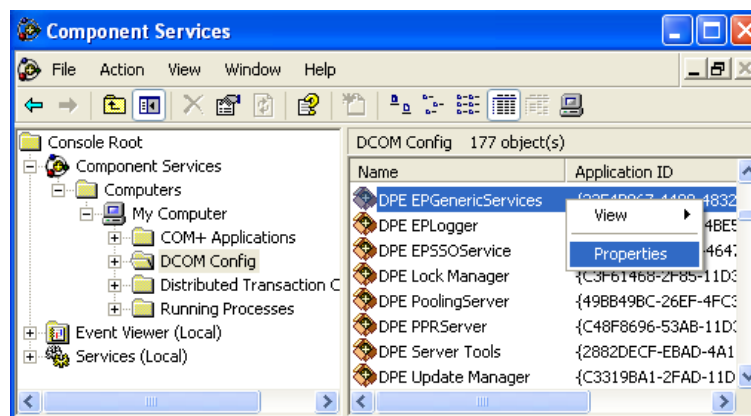 Component Services
File Action View Window Help
Console Root
Component Services
Computers
My Computer
COM+ Applications
DCOM Config
Distributed Transaction C
Running Processes
Event Viewer (Local)
Services (Local)
DCOM Config 177 object(s)
Name Application ID
DPE EPGenericServices
DPE EPLogger
DPE EPSSOService
DPE Lock Manager {C3F61468-2F85-11D3
DPE PoolingServer {49BB49BC-26EF-4FC3
DPE PPRServer {C48F8696-53AB-11D3
DPE Server Tools {2882DECF-EBAD-4A1
DPE Update Manager {C3319BA1-2FAD-11D
View
Properties